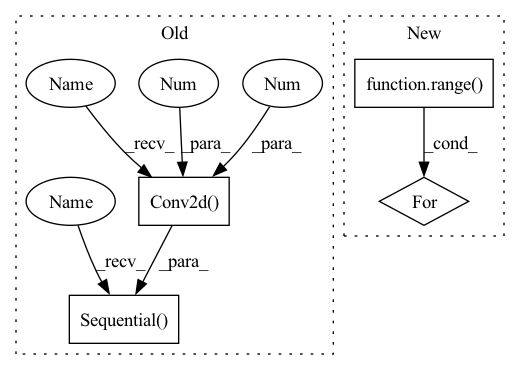 Old
New
Name
Num
Num
function.range()
_recv_
_para_
_para_
_cond_
Name
Conv2d()
For
_recv_
_para_
Sequential()